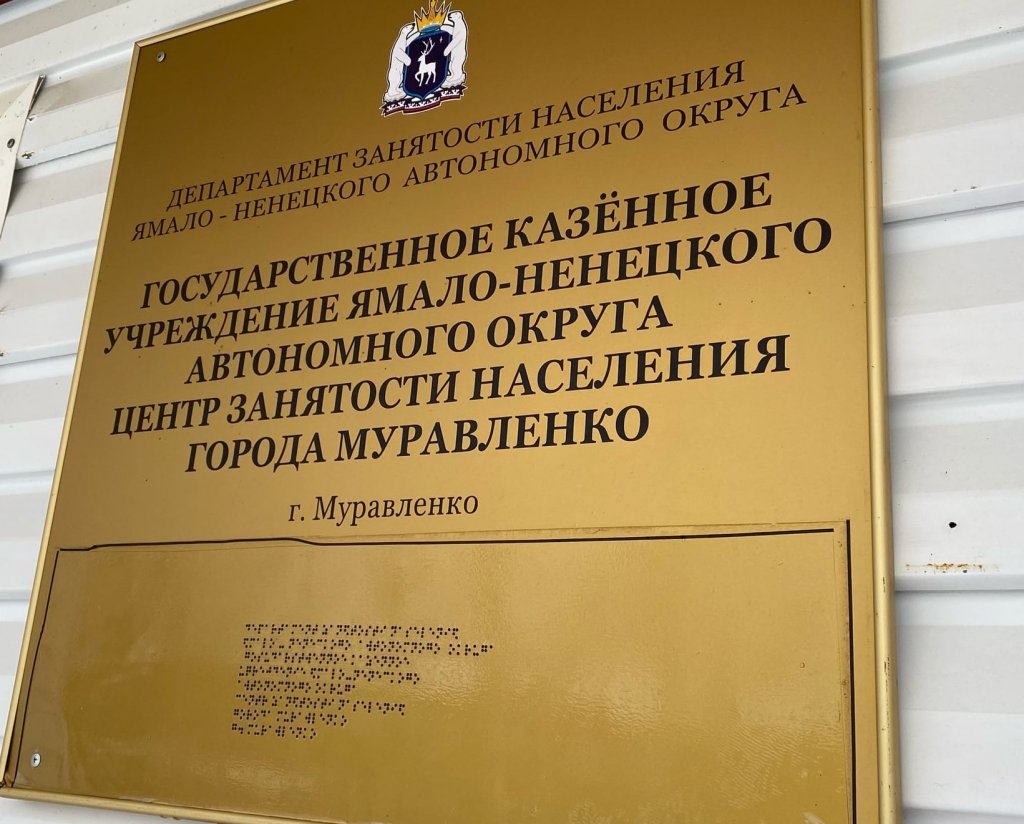 ДЕПАРТАМЕНТ ЗАНЯТОСТИ НАСЕЛЕНИЯ
ЯМАЛО - НЕНЕЦКОГО АВТОНОМНОГО ОКРУГА
ГОСУДАРСТВЕННОЕ КАЗЁННОЕ
УЧРЕЖДЕНИЕ ЯМАЛО-НЕНЕЦКОГО
АВТОНОМНОГО ОКРУГА
ЦЕНТР ЗАНЯТОСТИ НАСЕЛЕНИЯ
ГОРОДА МУРАВЛЕНКО
г. Муравленко